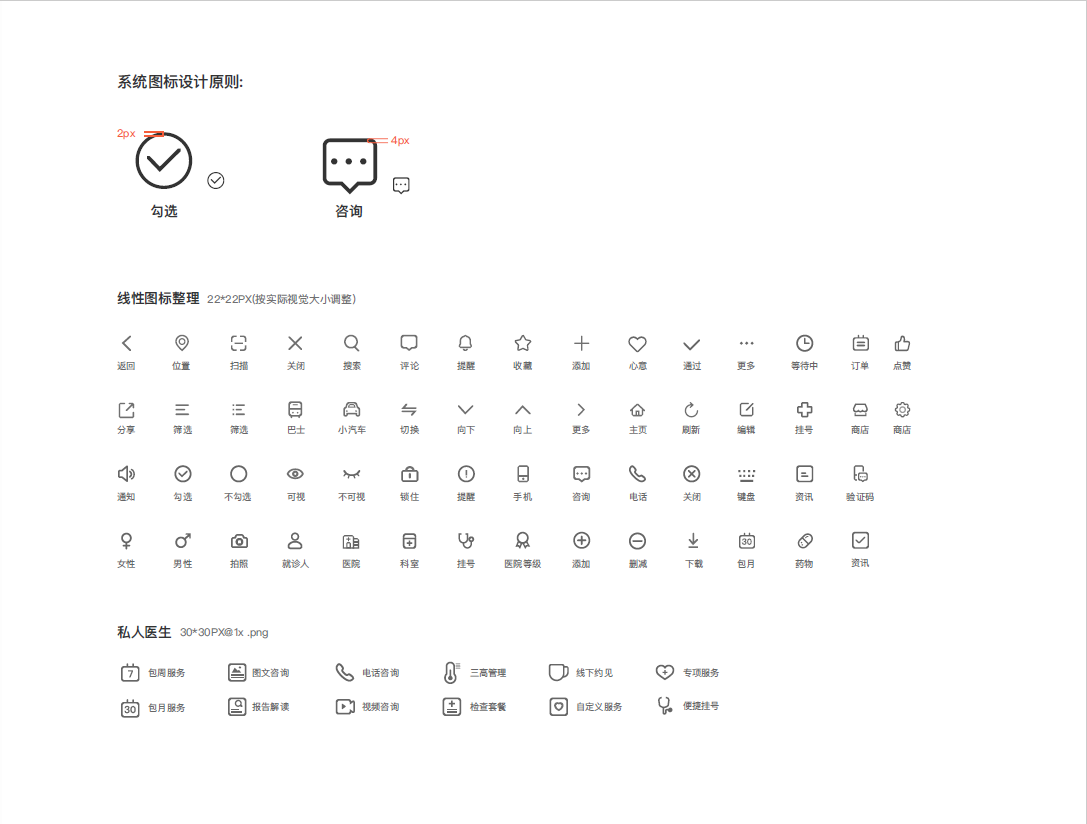 系统图标设计原则:
2px
4px
勾选
咨询
线性图标整理 22*22PX(按实际视觉大小调整)
返回 位置 扫描 关闭 搜索 评论 提醒 收藏 添加 心意 通过 更多 等待中 订单 点赞
分享 筛选 筛选 巴士 小汽车 切换 向下 向上 更多 主页 刷新 编辑 挂号 商店 商店
通知 勾选 不勾选 可视 不可视 锁住 提醒 手机 咨询 电话 关闭 键盘 资讯 验证码
30
女性 男性 拍照 就诊人 医院 科室 挂号 医院等级 添加 删减 下载 包月 药物 资讯
私人医生 30*30PX@1x .png
7 包周服务 图文咨询 电话咨询 三高管理 线下约见 专项服务
30 包月服务 报告解读 视频咨询 检查套餐 自定义服务 便捷挂号